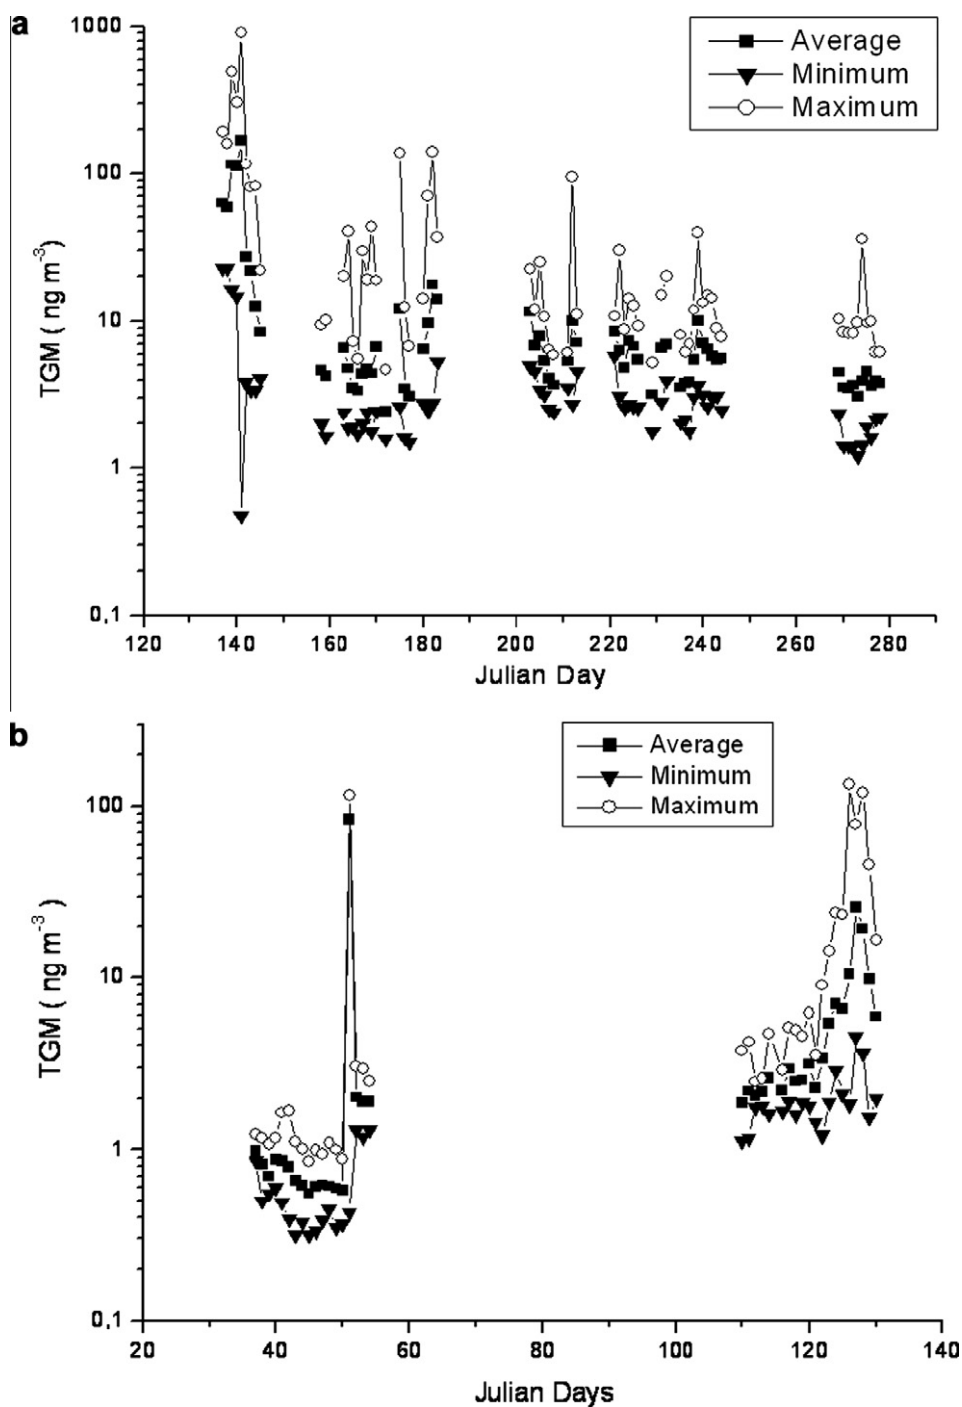 a
1000
100
10
1
0,1
TGM ( ng m-3)
Average
Minimum
Maximum
120 140 160 180 200 220 240 260 280
Julian Day
b
100
10
1
0,1
TGM ( ng m-3 )
Average
Minimum
Maximum
20 40 60 80 100 120 140
Julian Days